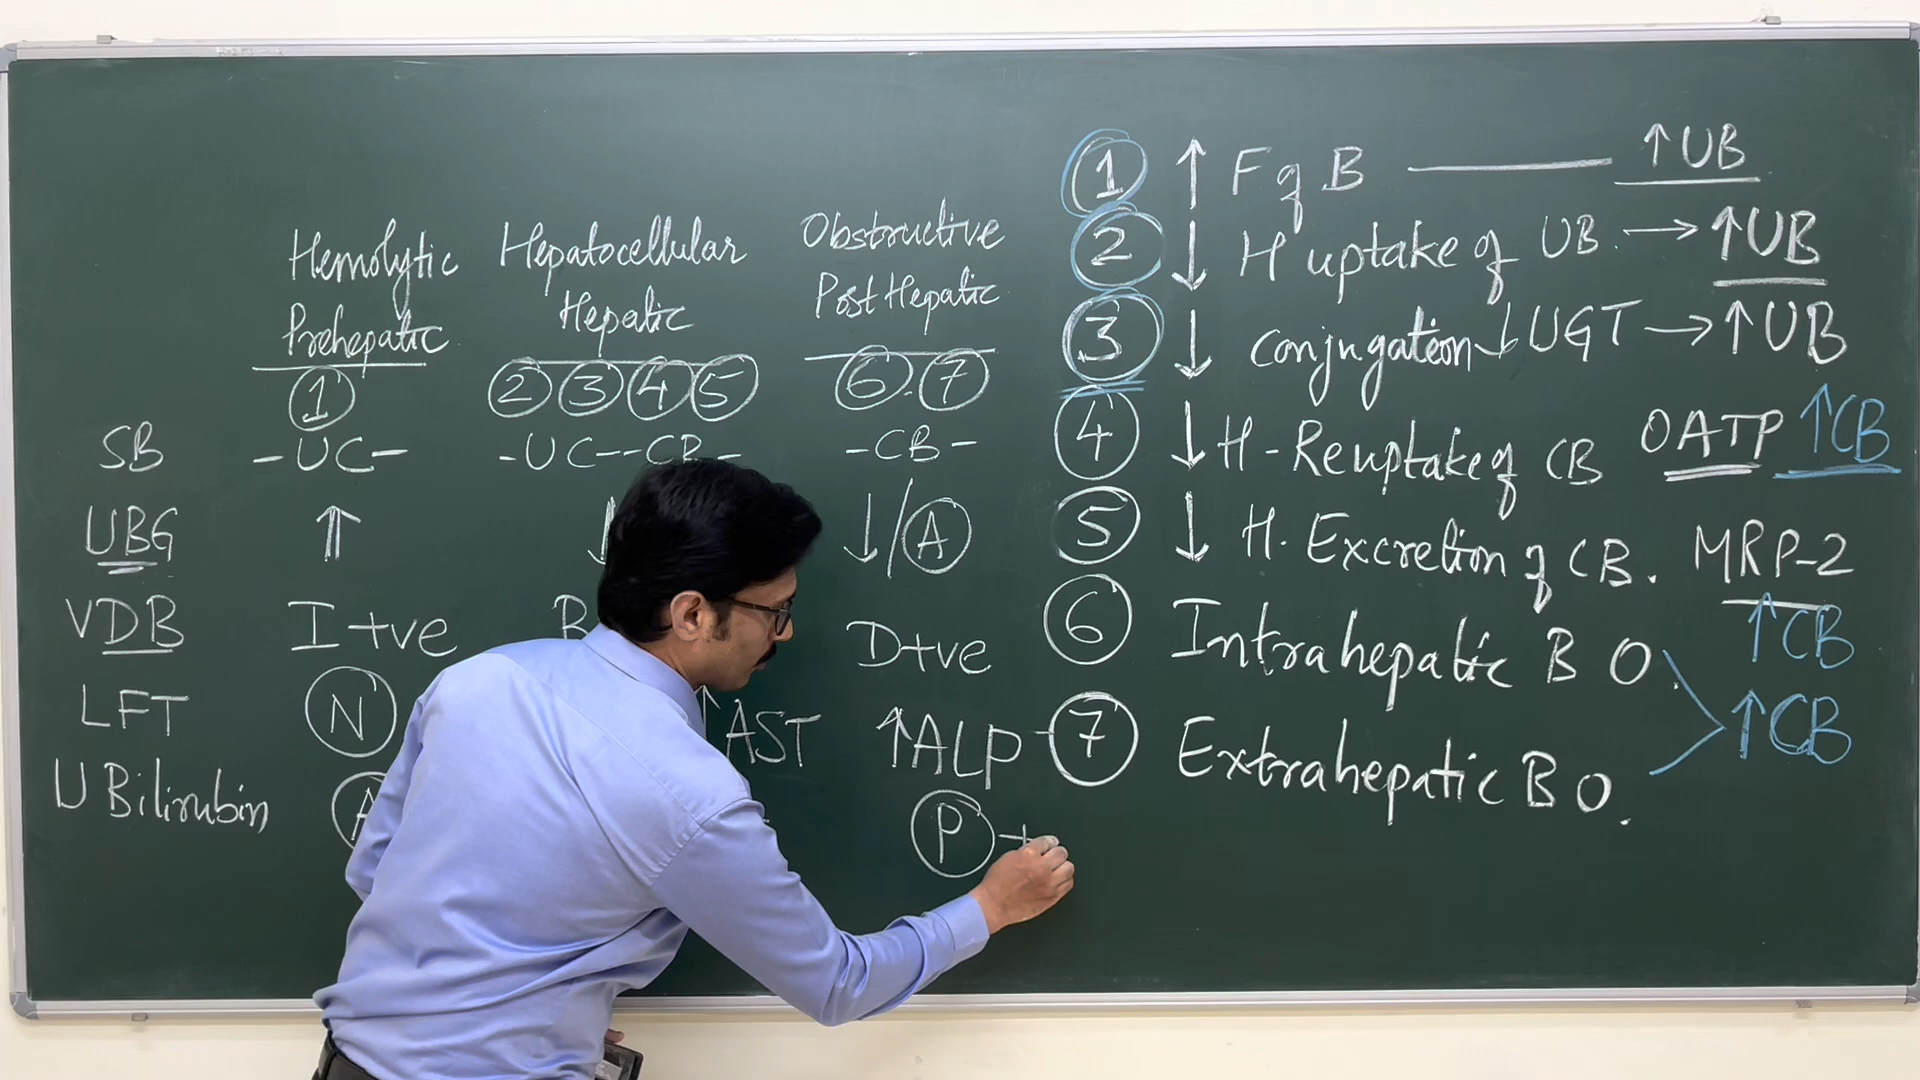 Hemolytic Hepatocellular Obstructive
Prehepatic Hepatic Post Hepatic
1 2 3 4 5 6 . 7
SB -UC- -UC--CB- -CB-
UBG ⇑ ↓ ↓/A
VDB I+ve B D+ve
LFT N ↑AST ↑ALP -
U Bilirubin A P +
1 ↑ F of B —— ↑UB
2 ↓ H uptake of UB. → ↑UB
3 ↓ Conjugation ↓UGT → ↑UB
4 ↓ H-Reuptake of CB OATP ↑CB
5 ↓ H. Excretion of CB. MRP-2
↑CB
6 Intrahepatic B O.
7 Extrahepatic B O. ↑CB